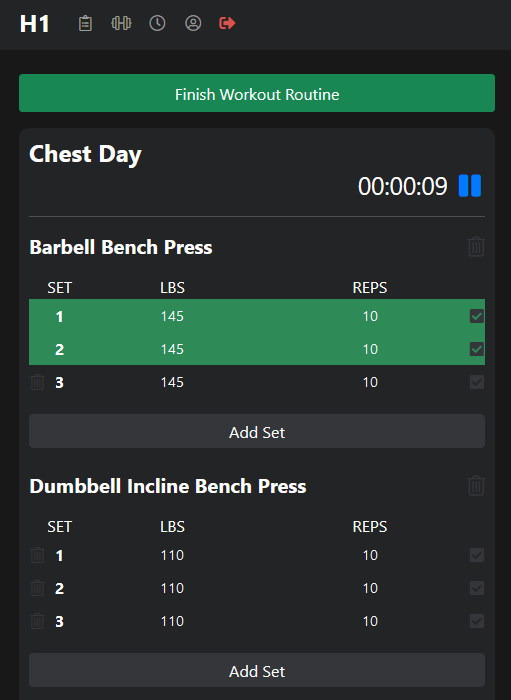 H1
Finish Workout Routine
Chest Day
00:00:09
Barbell Bench Press
SET LBS REPS
1 145 10
2 145 10
3 145 10
Add Set
Dumbbell Incline Bench Press
SET LBS REPS
1 110 10
2 110 10
3 110 10
Add Set